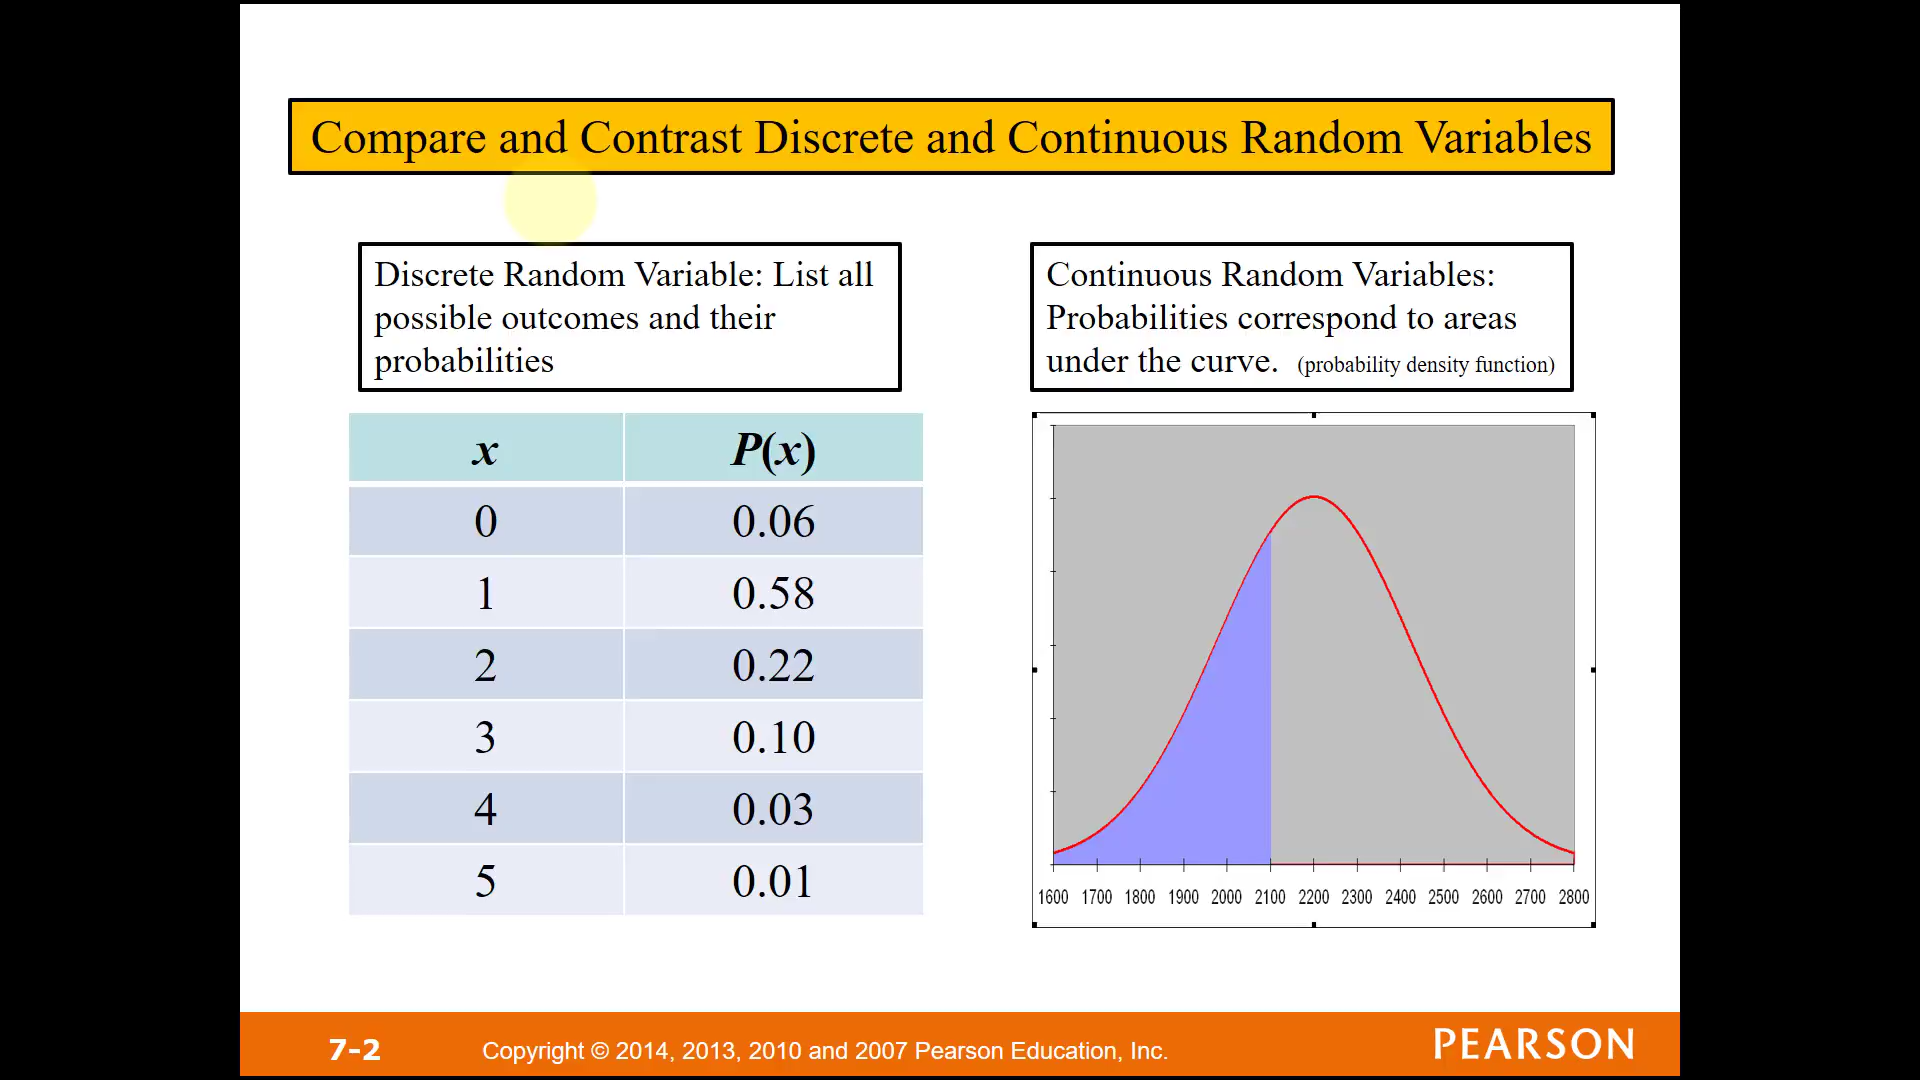 Compare and Contrast Discrete and Continuous Random Variables
Discrete Random Variable: List all
possible outcomes and their
probabilities
x P(x)
0 0.06
1 0.58
2 0.22
3 0.10
4 0.03
5 0.01
Continuous Random Variables:
Probabilities correspond to areas
under the curve. (probability density function)
1600 1700 1800 1900 2000 2100 2200 2300 2400 2500 2600 2700 2800
7-2 Copyright © 2014, 2013, 2010 and 2007 Pearson Education, Inc. PEARSON